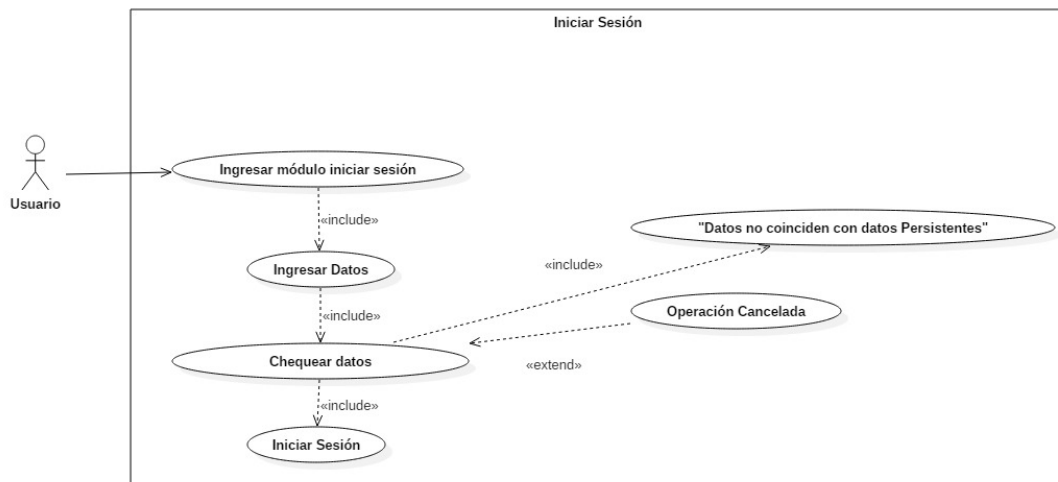 Iniciar Sesión
Ingresar módulo iniciar sesión
Usuario
«include»
"Datos no coinciden con datos Persistentes"
Ingresar Datos
«include»
Operación Cancelada
«include»
Chequear datos
«extend»
«include»
Iniciar Sesión